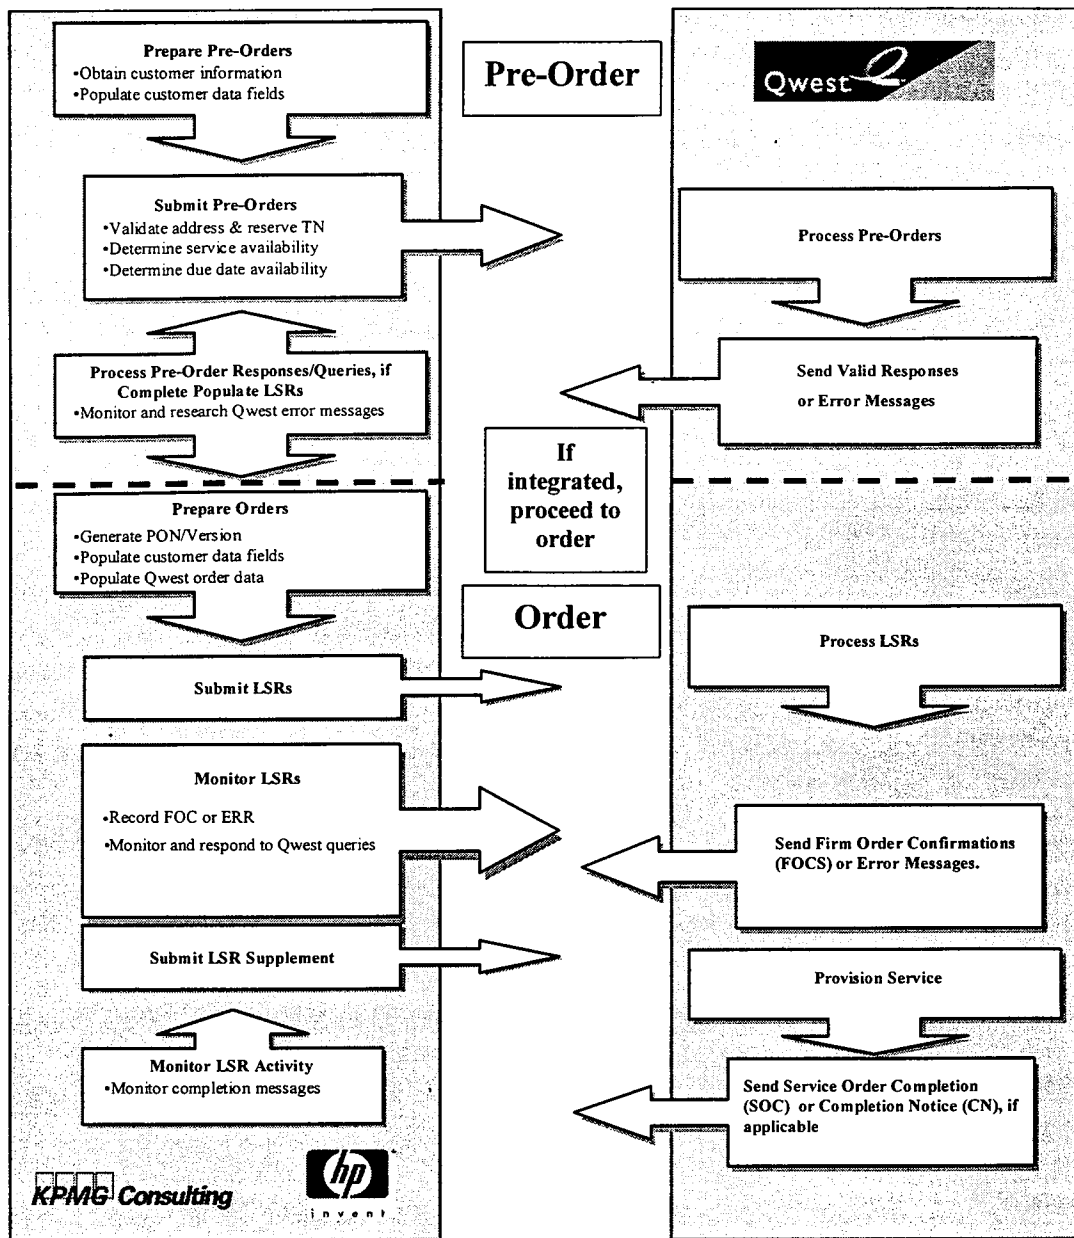 Prepare Pre-Orders
•Obtain customer information
•Populate customer data fields
Pre-Order
Qwest
Submit Pre-Orders
•Validate address & reserve TN
•Determine service availability
•Determine due date availability
Process Pre-Orders
Process Pre-Order Responses/Queries, if
Complete Populate LSRs
•Monitor and research Qwest error messages
Send Valid Responses
or Error Messages
If
integrated,
proceed to
order
Prepare Orders
•Generate PON/Version
•Populate customer data fields
•Populate Qwest order data
Order
Process LSRs
Submit LSRs
Monitor LSRs
•Record FOC or ERR
•Monitor and respond to Qwest queries
Send Firm Order Confirmations
(FOCS) or Error Messages.
Submit LSR Supplement
Provision Service
Monitor LSR Activity
•Monitor completion messages
Send Service Order Completion
(SOC) or Completion Notice (CN), if
applicable
KPMG Consulting
hp
invent